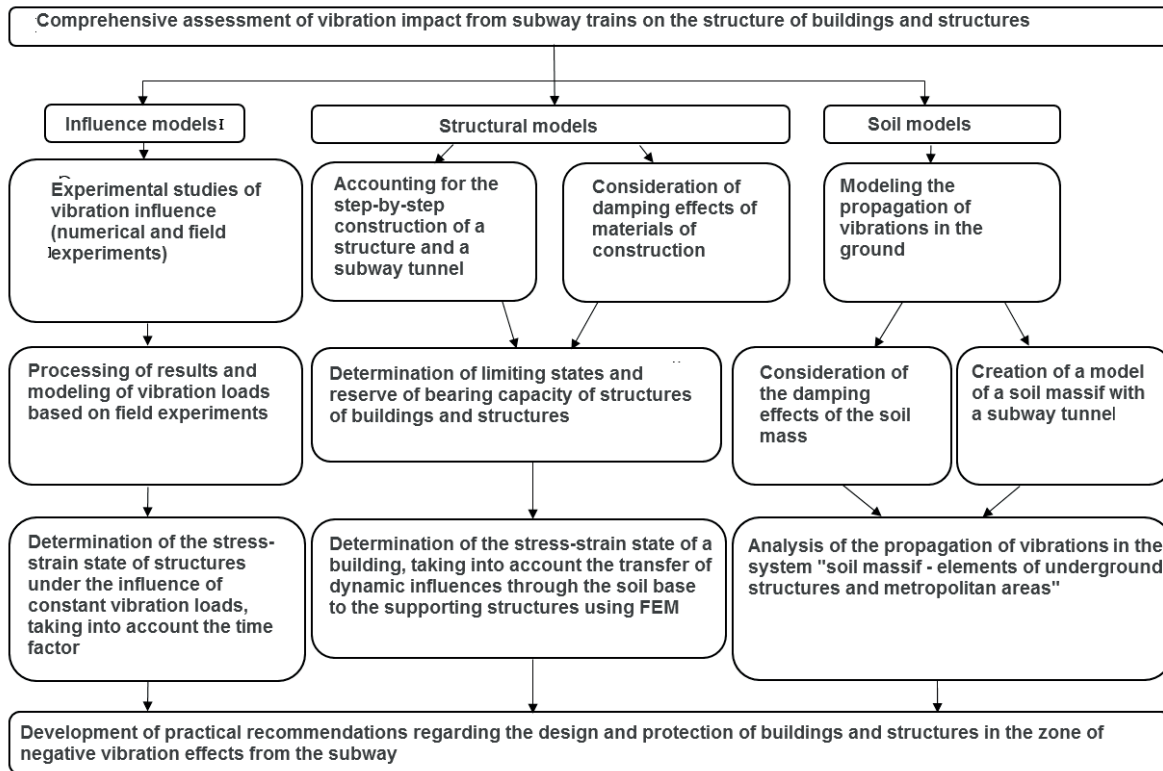 Comprehensive assessment of vibration impact from subway trains on the structure of buildings and structures
Influence models
Structural models
Soil models
Experimental studies of
vibration influence
(numerical and field
experiments)
Accounting for the
step-by-step
construction of a
structure and a
subway tunnel
Consideration of
damping effects of
materials of
construction
Modeling the
propagation of
vibrations in the
ground
Processing of results and
modeling of vibration loads
based on field experiments
Determination of limiting states and
reserve of bearing capacity of structures
of buildings and structures
Consideration of
the damping
effects of the soil
mass
Creation of a model
of a soil massif with
a subway tunnel
Determination of the stress-
strain state of structures
under the influence of
constant vibration loads,
taking into account the time
factor
Determination of the stress-strain state of a
building, taking into account the transfer of
dynamic influences through the soil base
to the supporting structures using FEM
Analysis of the propagation of vibrations in the
system "soil massif - elements of underground
structures and metropolitan areas"
Development of practical recommendations regarding the design and protection of buildings and structures in the zone of
negative vibration effects from the subway